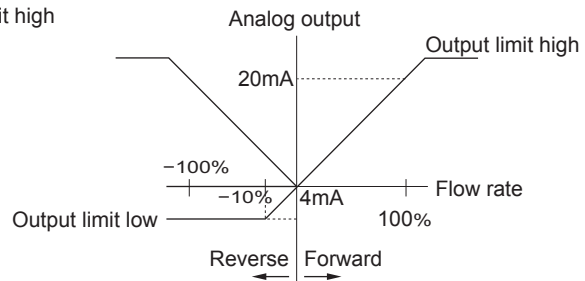 it high
Analog output
Output limit high
20mA
−100%
−10%
4mA
Flow rate
Output limit low
100%
Reverse
Forward